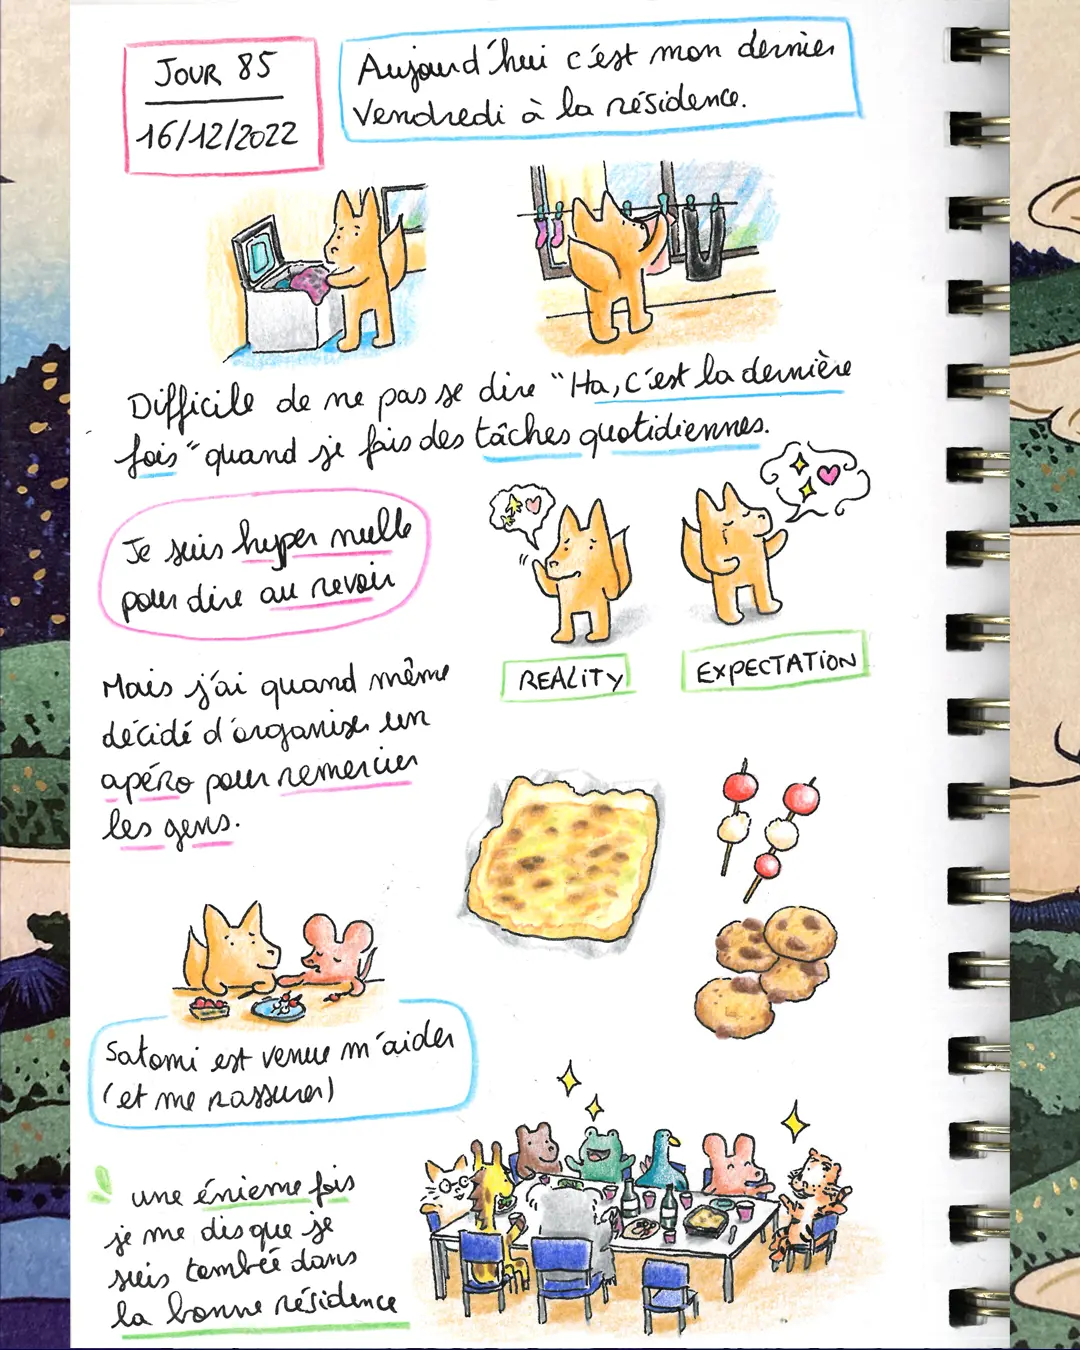 JOUR 85
16/12/2022
Aujourd'hui c'est mon dernier
vendredi à la résidence.
Difficile de ne pas se dire "Ha, c'est la dernière
fois" quand je fais des tâches quotidiennes.
Je suis hyper nulle
pour dire au revoir
REALITY
EXPECTATION
Mais j'ai quand même
décidé d'organiser un
apéro pour remercier
les gens.
Satomi est venue m'aider
(et me rassurer)
une énième fois
je me dis que je
suis tombée dans
la bonne résidence